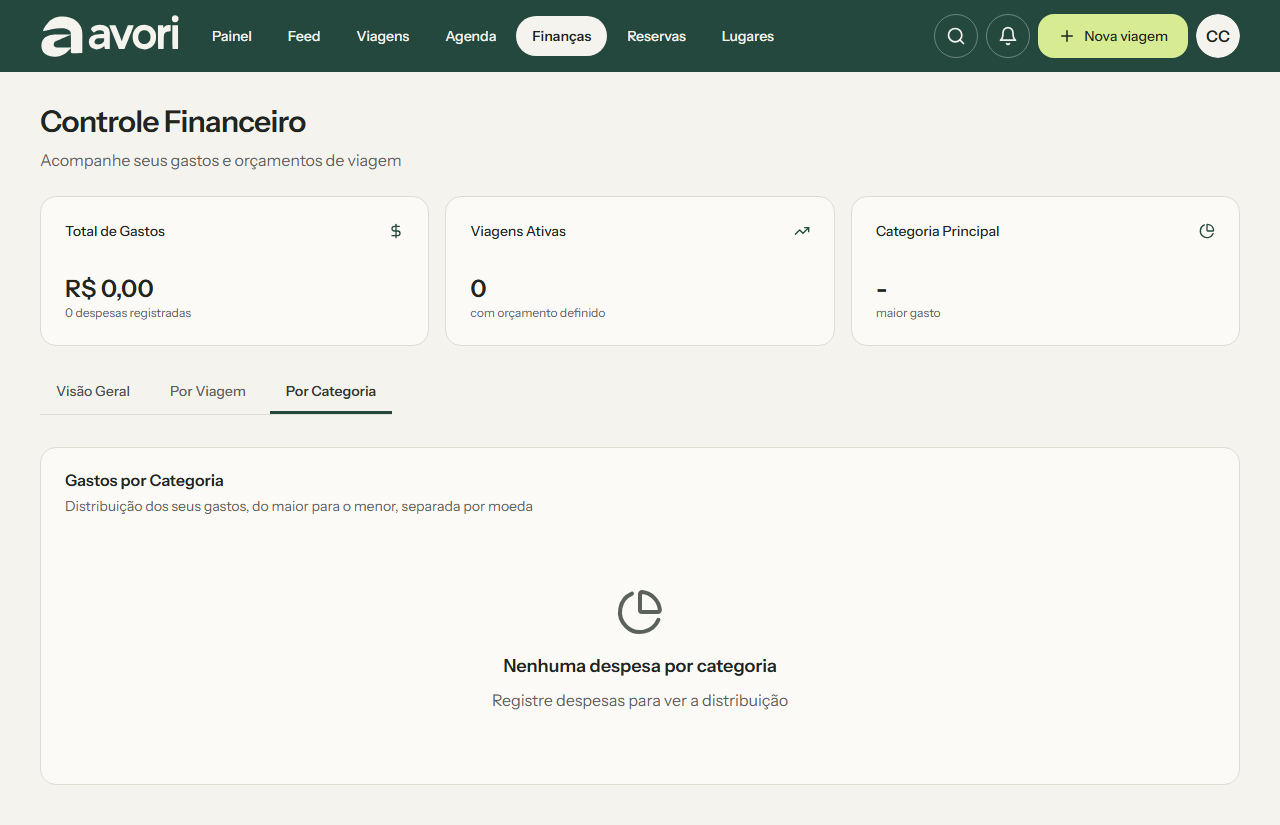 a avori
Painel
Feed
Viagens
Agenda
Finanças
Reservas
Lugares
Nova viagem
CC
Controle Financeiro
Acompanhe seus gastos e orçamentos de viagem
Total de Gastos
R$ 0,00
0 despesas registradas
Viagens Ativas
0
com orçamento definido
Categoria Principal
-
maior gasto
Visão Geral
Por Viagem
Por Categoria
Gastos por Categoria
Distribuição dos seus gastos, do maior para o menor, separada por moeda
Nenhuma despesa por categoria
Registre despesas para ver a distribuição